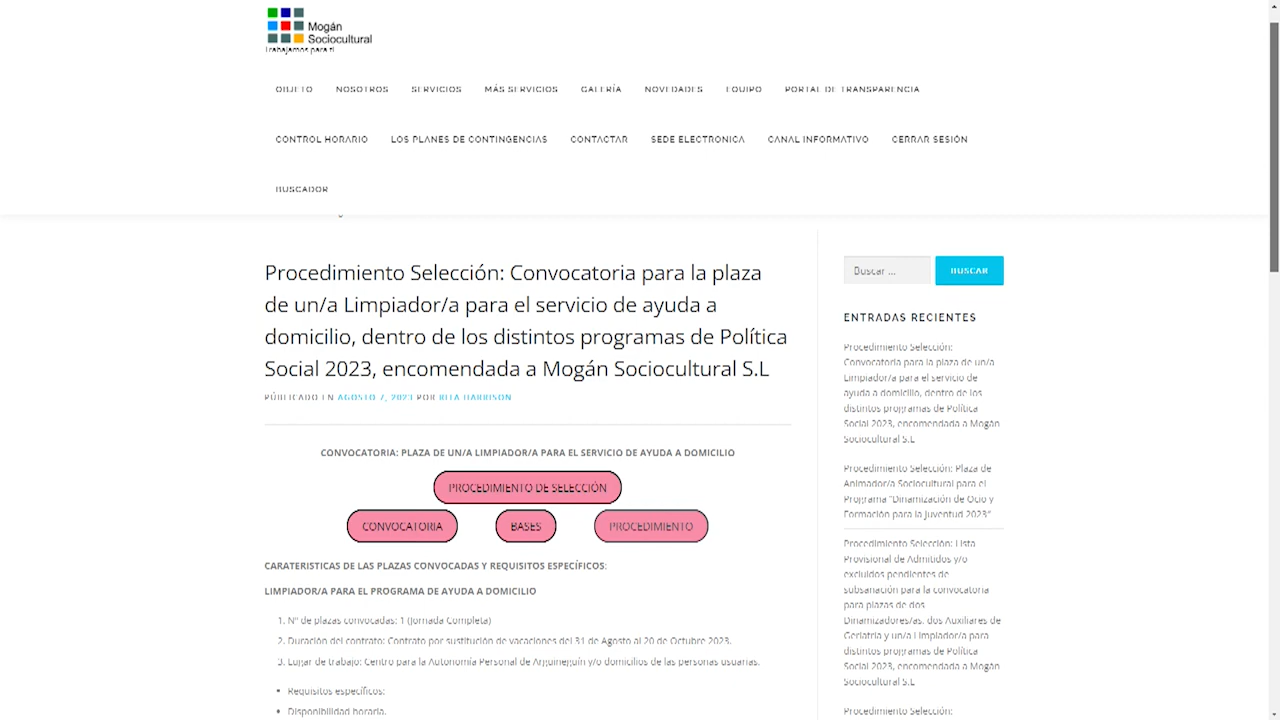 Mogán
Sociocultural
Trabajamos para ti
OBJETO NOSOTROS SERVICIOS MÁS SERVICIOS GALERÍA NOVEDADES EQUIPO PORTAL DE TRANSPARENCIA
CONTROL HORARIO LOS PLANES DE CONTINGENCIAS CONTACTAR SEDE ELECTRONICA CANAL INFORMATIVO CERRAR SESIÓN
BUSCADOR
Procedimiento Selección: Convocatoria para la plaza
de un/a Limpiador/a para el servicio de ayuda a
domicilio, dentro de los distintos programas de Política
Social 2023, encomendada a Mogán Sociocultural S.L
PUBLICADO EN AGOSTO 7, 2023 POR RITA HARRISON
CONVOCATORIA: PLAZA DE UN/A LIMPIADOR/A PARA EL SERVICIO DE AYUDA A DOMICILIO
PROCEDIMIENTO DE SELECCIÓN
CONVOCATORIA BASES PROCEDIMIENTO
CARATERISTICAS DE LAS PLAZAS CONVOCADAS Y REQUISITOS ESPECÍFICOS:
LIMPIADOR/A PARA EL PROGRAMA DE AYUDA A DOMICILIO
1. Nº de plazas convocadas: 1 (Jornada Completa)
2. Duración del contrato: Contrato por sustitución de vacaciones del 31 de Agosto al 20 de Octubre 2023.
3. Lugar de trabajo: Centro para la Autonomía Personal de Arguineguín y/o domicilios de las personas usuarias.
• Requisitos específicos:
• Disponibilidad horaria.
Buscar ... BUSCAR
ENTRADAS RECIENTES
Procedimiento Selección:
Convocatoria para la plaza de un/a
Limpiador/a para el servicio de
ayuda a domicilio, dentro de los
distintos programas de Política
Social 2023, encomendada a Mogán
Sociocultural S.L
Procedimiento Selección: Plaza de
Animador/a Sociocultural para el
Programa "Dinamización de Ocio y
Formación para la Juventud 2023"
Procedimiento Selección: Lista
Provisional de Admitidos y/o
excluidos pendientes de
subsanación para la convocatoria
para plazas de dos
Dinamizadores/as, dos Auxiliares de
Geriatría y un/a Limpiador/a para
distintos programas de Política
Social 2023, encomendada a Mogán
Sociocultural S.L
Procedimiento Selección: